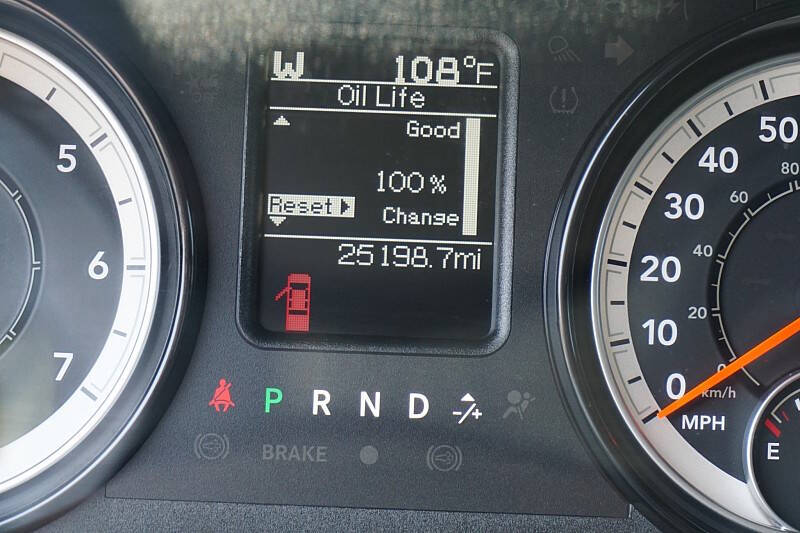 W 108°F
Oil Life
Good
100%
Reset
Change
25198.7mi
P R N D -/+
BRAKE
5
6
7
50
40
30
20
10
0
MPH
80
60
40
20
0
km/h
E